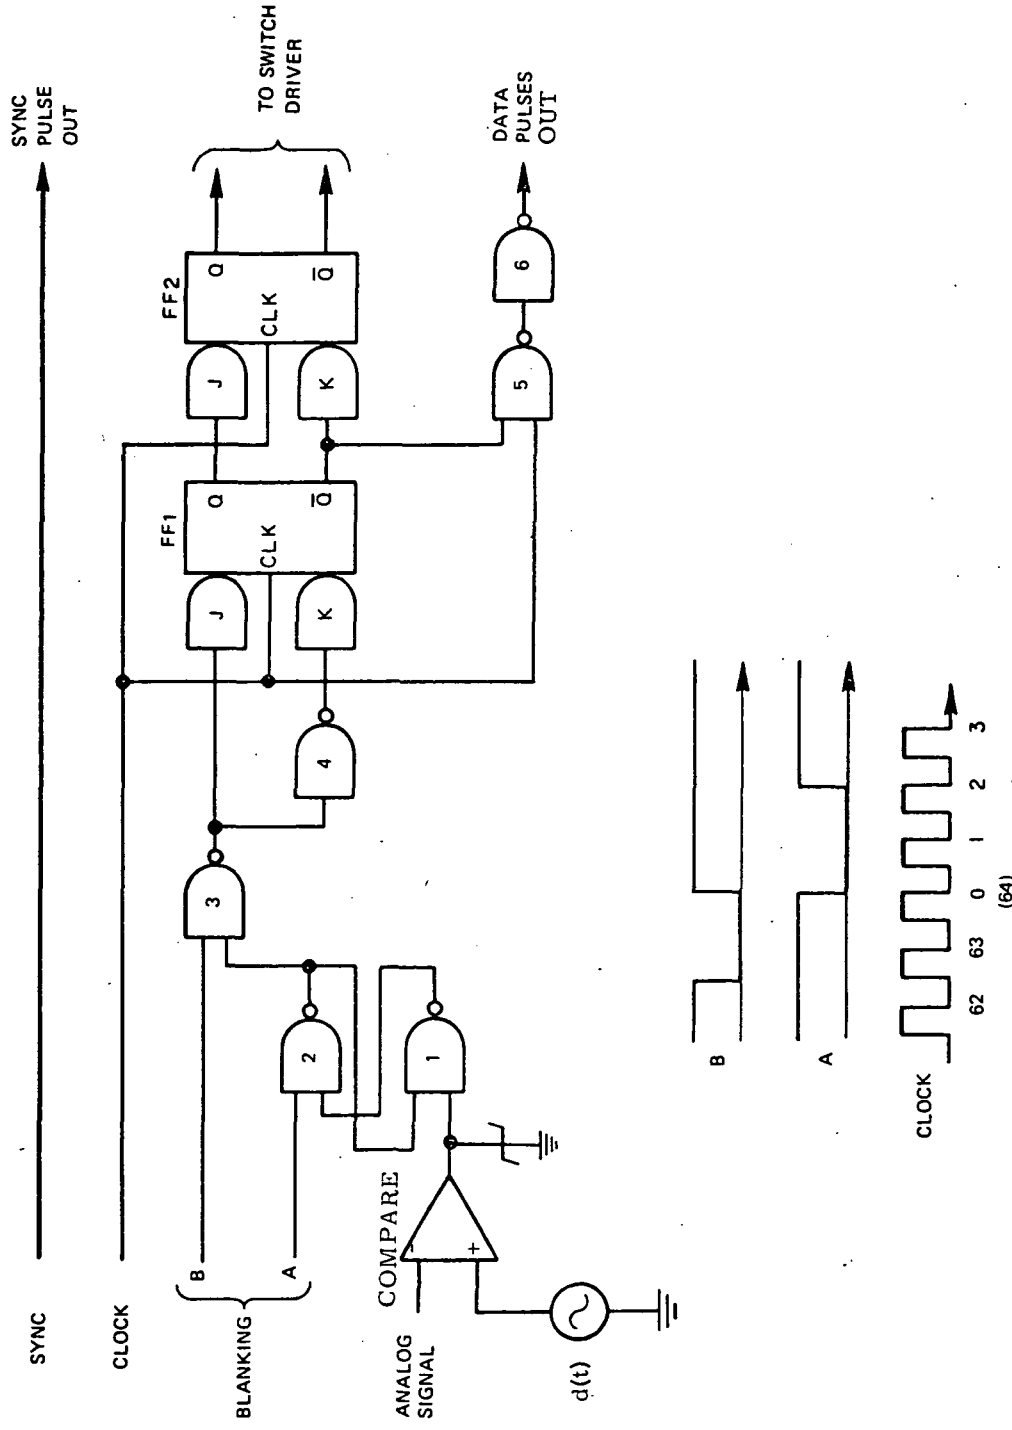 SYNC
SYNC
PULSE
OUT
CLOCK
BLANKING
B
A
ANALOG
SIGNAL
COMPARE
-
+
d(t)
1
2
3
4
J
K
FF1
CLK
Q
Q̅
J
K
FF2
CLK
Q
Q̅
TO SWITCH
DRIVER
5
6
DATA
PULSES
OUT
B
A
CLOCK
62 63 0 1 2 3
(64)